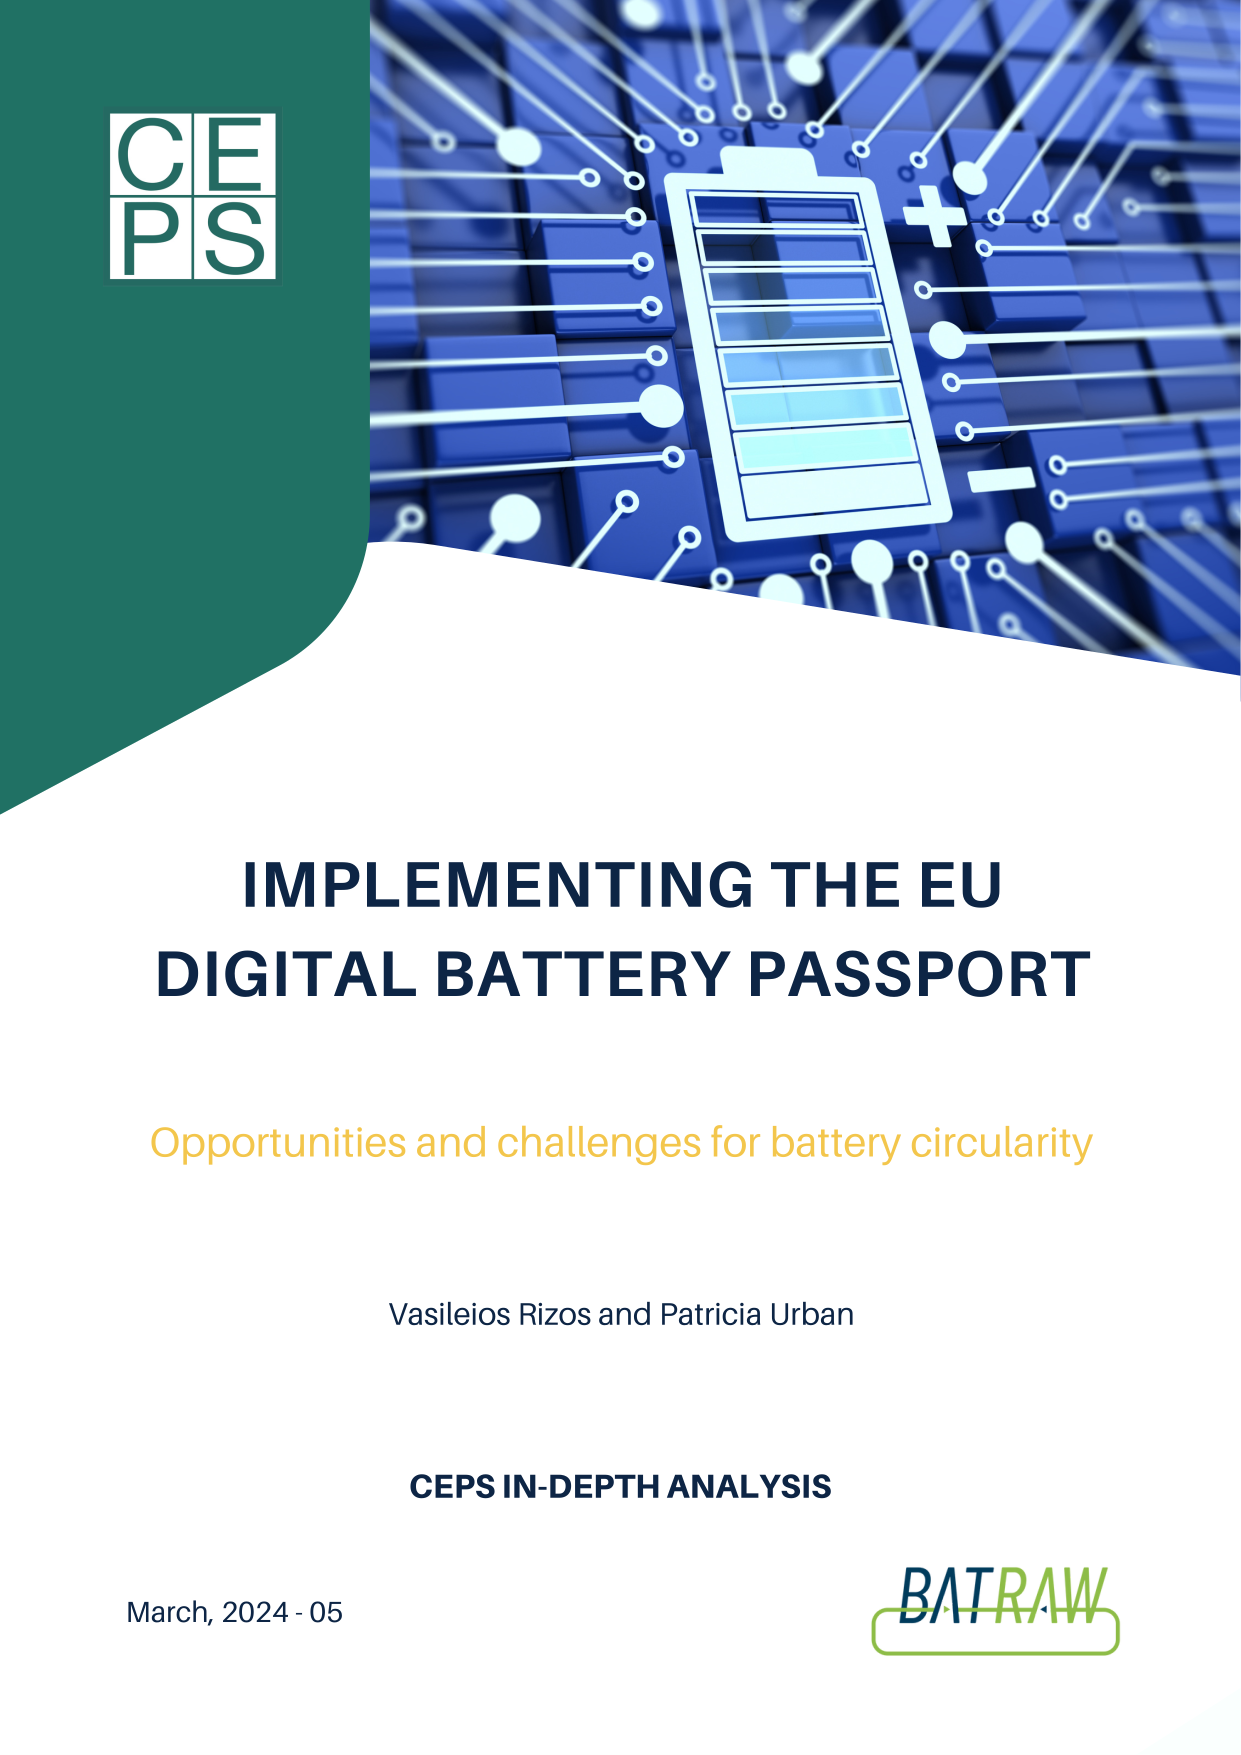 CE
PS
IMPLEMENTING THE EU
DIGITAL BATTERY PASSPORT
Opportunities and challenges for battery circularity
Vasileios Rizos and Patricia Urban
CEPS IN-DEPTH ANALYSIS
March, 2024 - 05
BATRAW